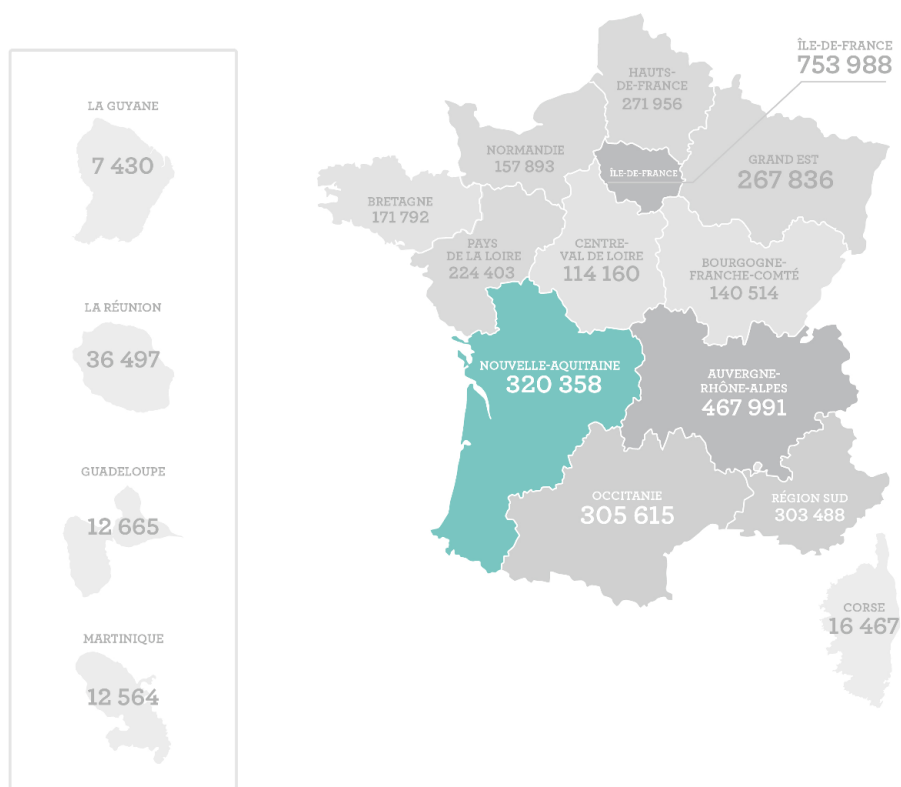 LA GUYANE
7 430
LA RÉUNION
36 497
GUADELOUPE
12 665
MARTINIQUE
12 564
ÎLE-DE-FRANCE
753 988
HAUTS-
DE-FRANCE
271 956
NORMANDIE
157 893
ÎLE-DE-FRANCE
GRAND EST
267 836
BRETAGNE
171 792
PAYS
DE LA LOIRE
224 403
CENTRE-
VAL DE LOIRE
114 160
BOURGOGNE-
FRANCHE-COMTÉ
140 514
NOUVELLE-AQUITAINE
320 358
AUVERGNE-
RHÔNE-ALPES
467 991
OCCITANIE
305 615
RÉGION SUD
303 488
CORSE
16 467